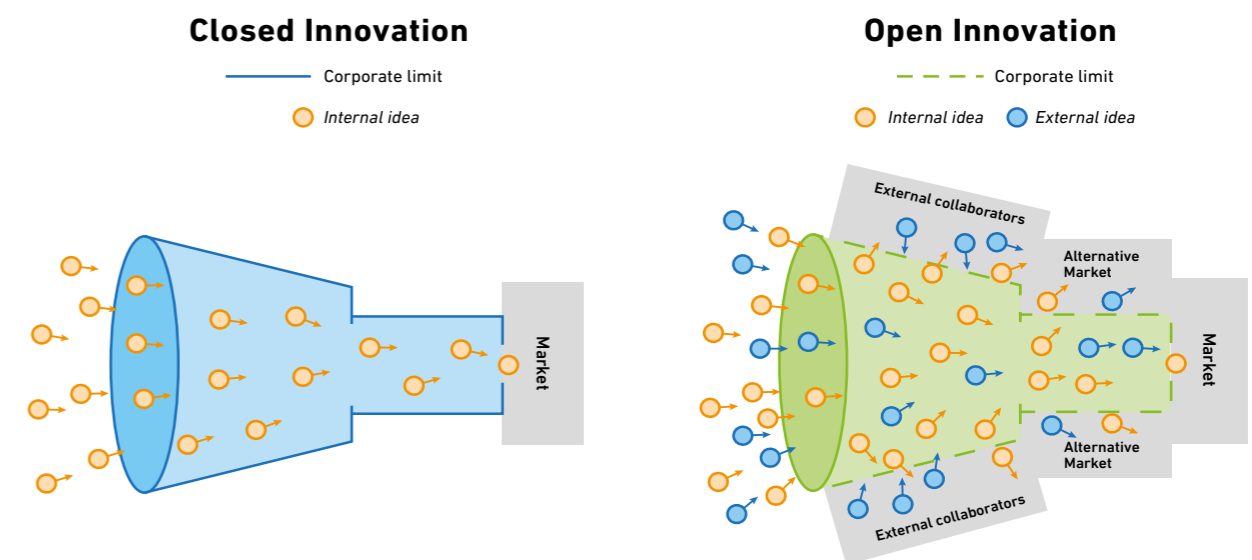 Closed Innovation
Corporate limit
Internal idea
Market
Open Innovation
Corporate limit
Internal idea
External idea
External collaborators
Alternative
Market
Market
Alternative
Market
External collaborators